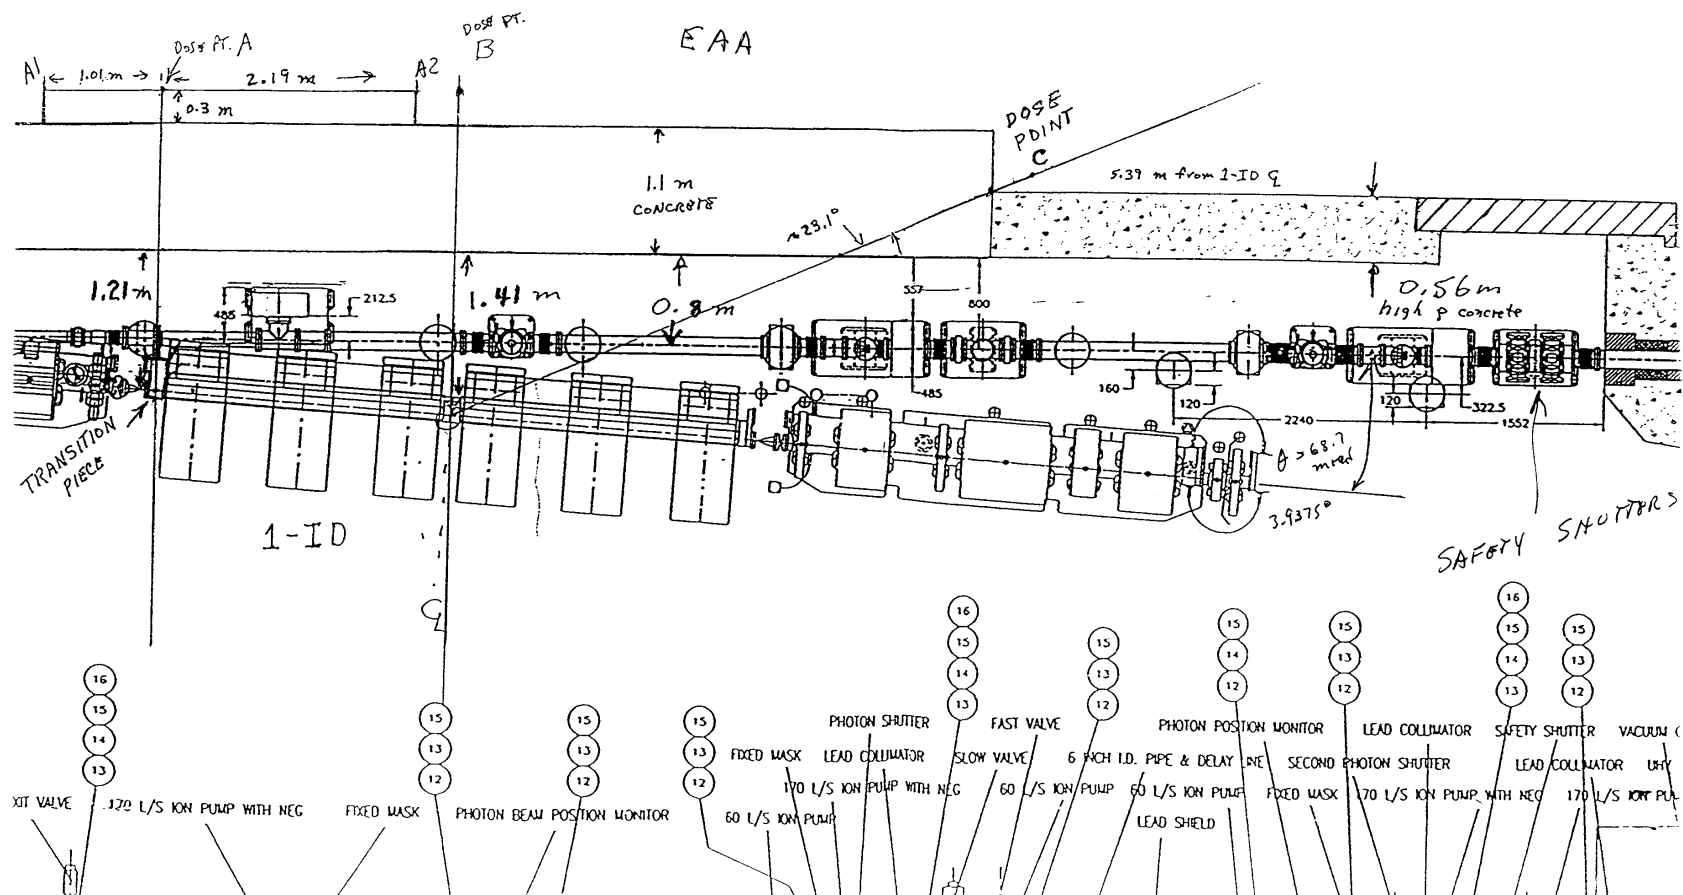 DOSE PT.
B
EAA
DOSE PT. A
A1
1.01 m
2.19 m
A2
0.3 m
DOSE
POINT
C
5.39 m from 1-ID ℄
1.1 m
CONCRETE
~23.1°
1.21 m
485
212.5
1.41 m
0.8 m
557
800
0.56m
high ρ concrete
485
160
120
2240
120
322.5
1552
TRANSITION
PIECE
θ > 68.7
mrad
3.9375°
1-ID
SAFETY SHUTTERS
℄
16
15
14
13
15
13
12
15
13
12
15
13
12
16
15
14
13
15
13
12
15
14
12
15
13
12
16
15
14
13
15
13
12
PHOTON SHUTTER
FAST VALVE
PHOTON POSITION MONITOR
LEAD COLLIMATOR
SAFETY SHUTTER
VACUUM
FIXED MASK
LEAD COLLIMATOR
SLOW VALVE
6 INCH I.D. PIPE & DELAY LINE
SECOND PHOTON SHUTTER
LEAD COLLIMATOR
XIT VALVE
170 L/S ION PUMP WITH NEG
FIXED MASK
PHOTON BEAM POSITION MONITOR
60 L/S ION PUMP
170 L/S ION PUMP WITH NEG
60 L/S ION PUMP
60 L/S ION PUMP
FIXED MASK
170 L/S ION PUMP WITH NEG
170 L/S ION PU
LEAD SHIELD